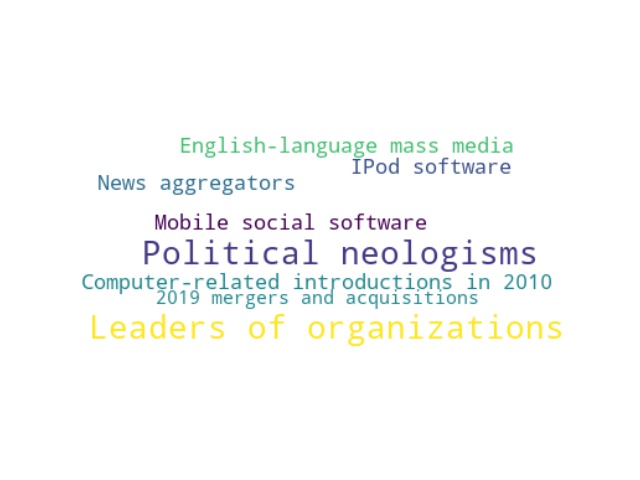 English-language mass media
IPod software
News aggregators
Mobile social software
Political neologisms
Computer-related introductions in 2010
2019 mergers and acquisitions
Leaders of organizations